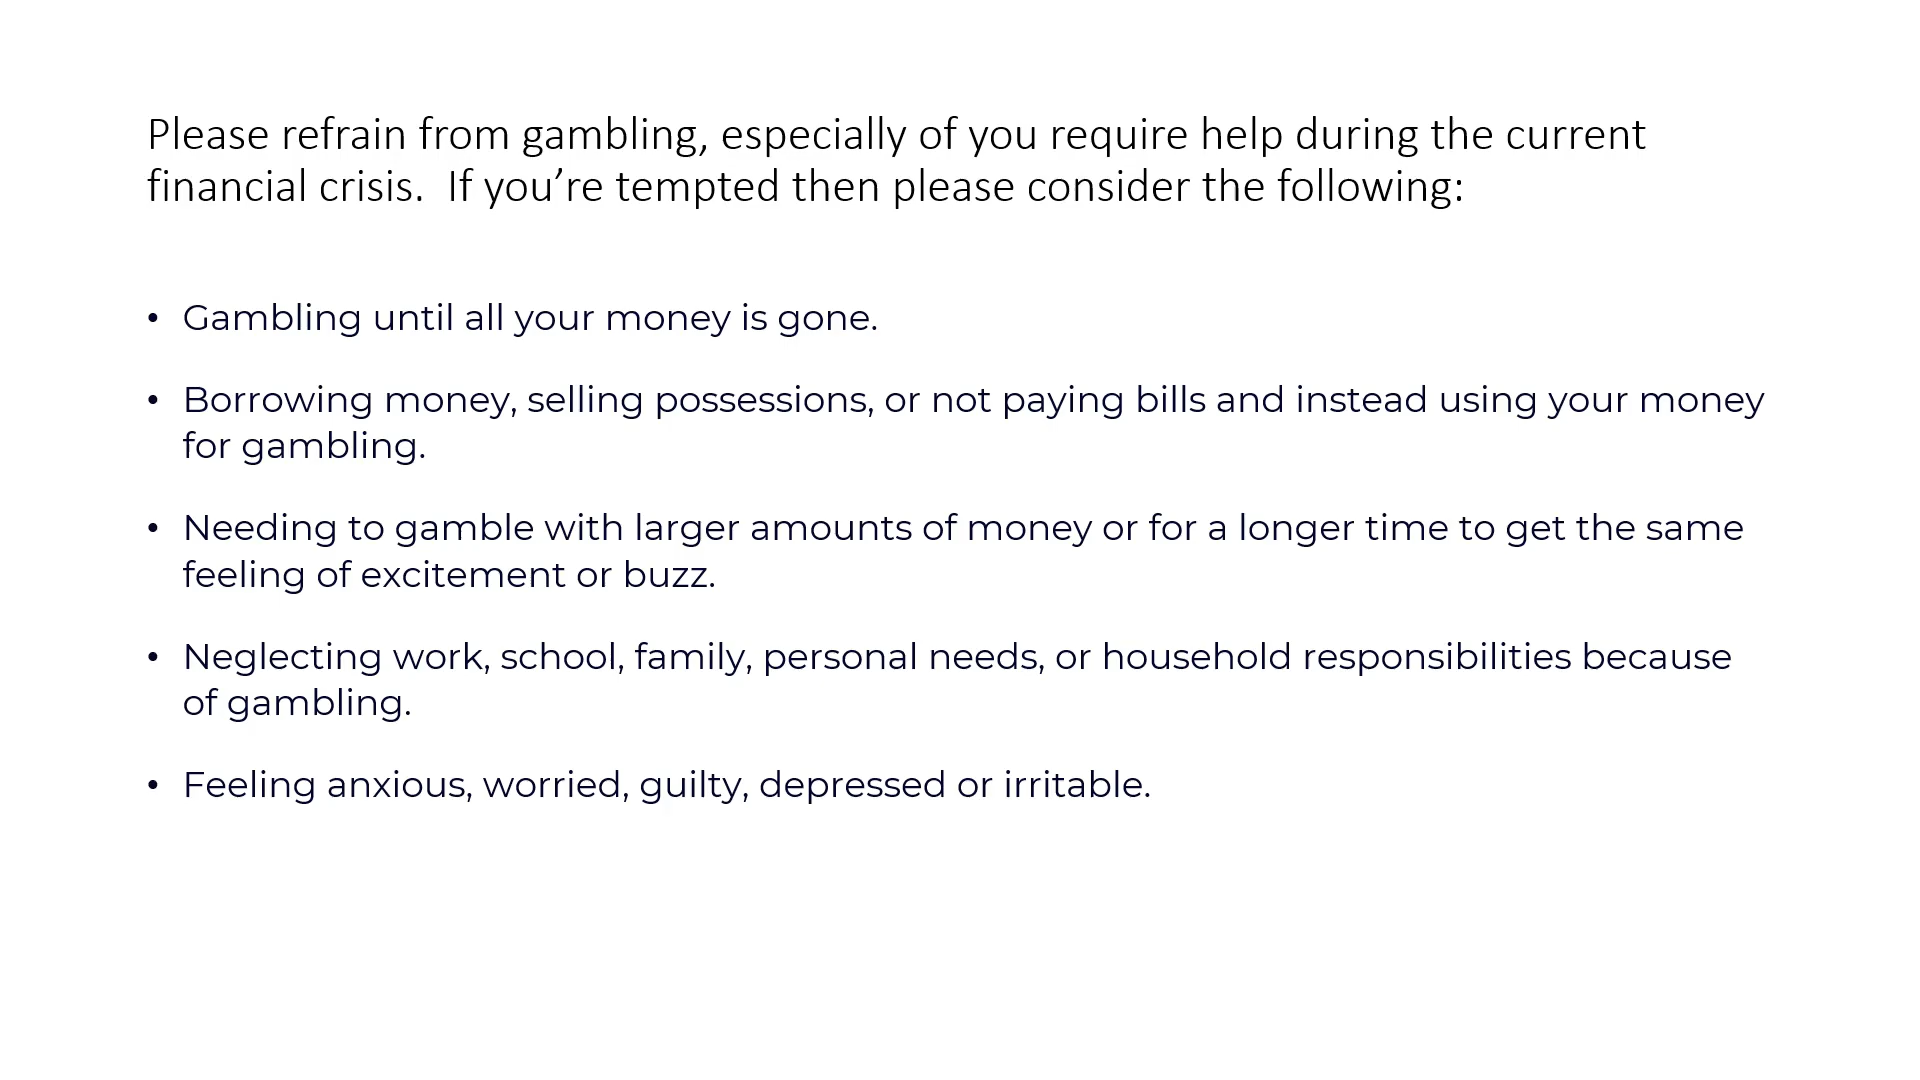 Please refrain from gambling, especially of you require help during the current
financial crisis.  If you’re tempted then please consider the following:
• Gambling until all your money is gone.
• Borrowing money, selling possessions, or not paying bills and instead using your money
for gambling.
• Needing to gamble with larger amounts of money or for a longer time to get the same
feeling of excitement or buzz.
• Neglecting work, school, family, personal needs, or household responsibilities because
of gambling.
• Feeling anxious, worried, guilty, depressed or irritable.